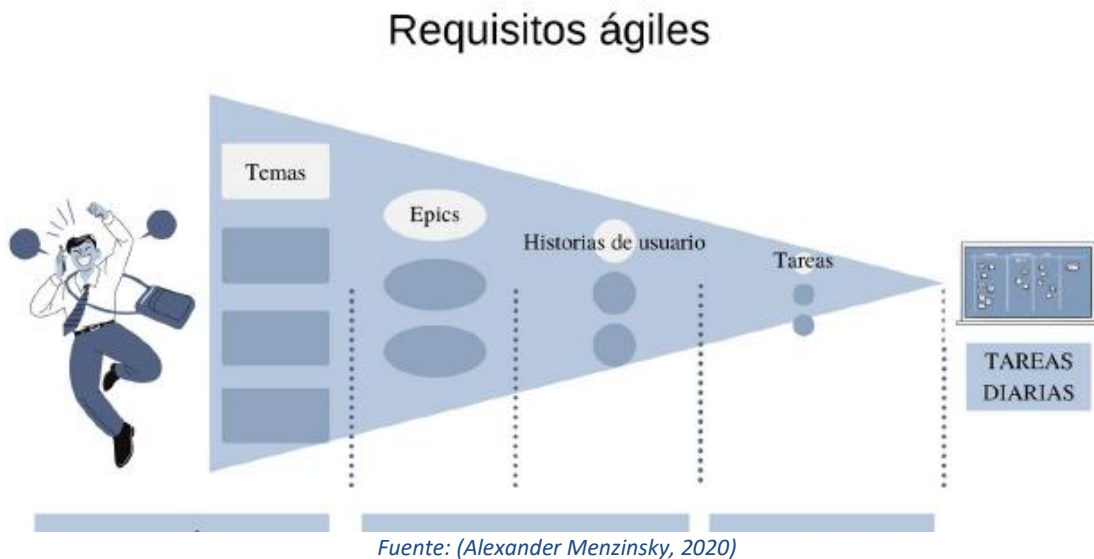 Requisitos ágiles
Temas
Epics
Historias de usuario
Tareas
TAREAS
DIARIAS
Fuente: (Alexander Menzinsky, 2020)